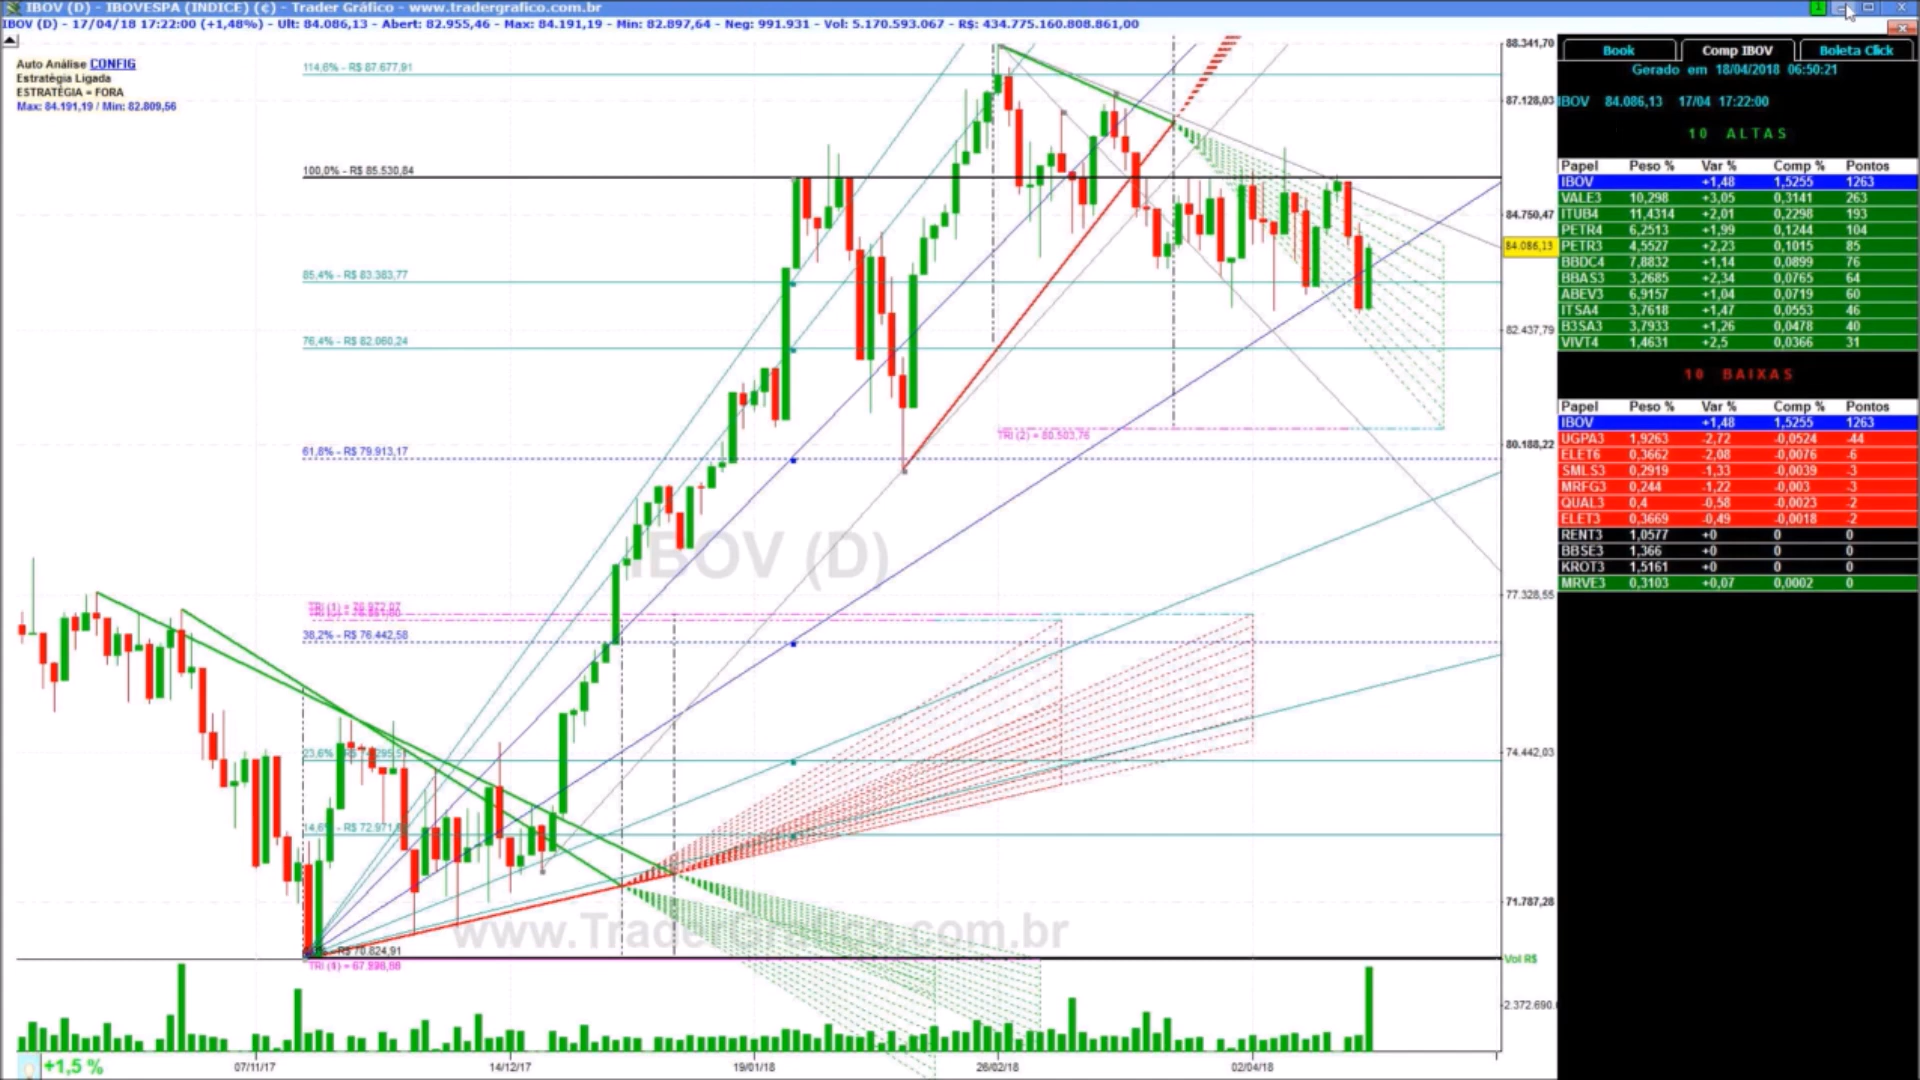 IBOV (D) - IBOVESPA (INDICE) (c) - Trader Gráfico - www.tradergrafico.com.br
IBOV (D) - 17/04/18 17:22:00 (+1,48%) - Ult: 84.086,13 - Abert: 82.955,46 - Max: 84.191,19 - Min: 82.897,64 - Neg: 991.931 - Vol: 5.170.593.067 - R$: 434.775.160.808.861,00
Auto Análise CONFIG
Estratégia Ligada
ESTRATÉGIA = FORA
Max: 84.191,19 / Min: 82.809,56
114,6% - R$ 87.677,91
100,0% - R$ 85.530,84
85,4% - R$ 83.383,77
76,4% - R$ 82.060,24
61,8% - R$ 79.913,17
38,2% - R$ 76.442,58
23,6%
14,6% - R$ 72.971
R$ 70.824,91
TRI (2) = 80.503,76
IBOV (D)
www.TraderGrafico.com.br
88.341,70
87.128,03
84.750,47
84.086,13
82.437,79
80.188,22
77.328,55
74.442,03
71.787,28
Vol R$
2.372.690.
+1,5 %
07/11/17
14/12/17
19/01/18
26/02/18
02/04/18
Book
Comp IBOV
Boleta Click
Gerado em 18/04/2018 06:50:21
IBOV 84.086,13 17/04 17:22:00
10 ALTAS
Papel Peso % Var % Comp % Pontos
IBOV +1,48 1,5255 1263
VALE3 10,298 +3,05 0,3141 263
ITUB4 11,4314 +2,01 0,2298 193
PETR4 6,2513 +1,99 0,1244 104
PETR3 4,5527 +2,23 0,1015 85
BBDC4 7,8832 +1,14 0,0899 76
BBAS3 3,2685 +2,34 0,0765 64
ABEV3 6,9157 +1,04 0,0719 60
ITSA4 3,7618 +1,47 0,0553 46
B3SA3 3,7933 +1,26 0,0478 40
VIVT4 1,4631 +2,5 0,0366 31
10 BAIXAS
Papel Peso % Var % Comp % Pontos
IBOV +1,48 1,5255 1263
UGPA3 1,9263 -2,72 -0,0524 -44
ELET6 0,3662 -2,08 -0,0076 -6
SMLS3 0,2919 -1,33 -0,0039 -3
MRFG3 0,244 -1,22 -0,003 -3
QUAL3 0,4 -0,58 -0,0023 -2
ELET3 0,3669 -0,49 -0,0018 -2
RENT3 1,0577 +0 0 0
BBSE3 1,366 +0 0 0
KROT3 1,5161 +0 0 0
MRVE3 0,3103 +0,07 0,0002 0